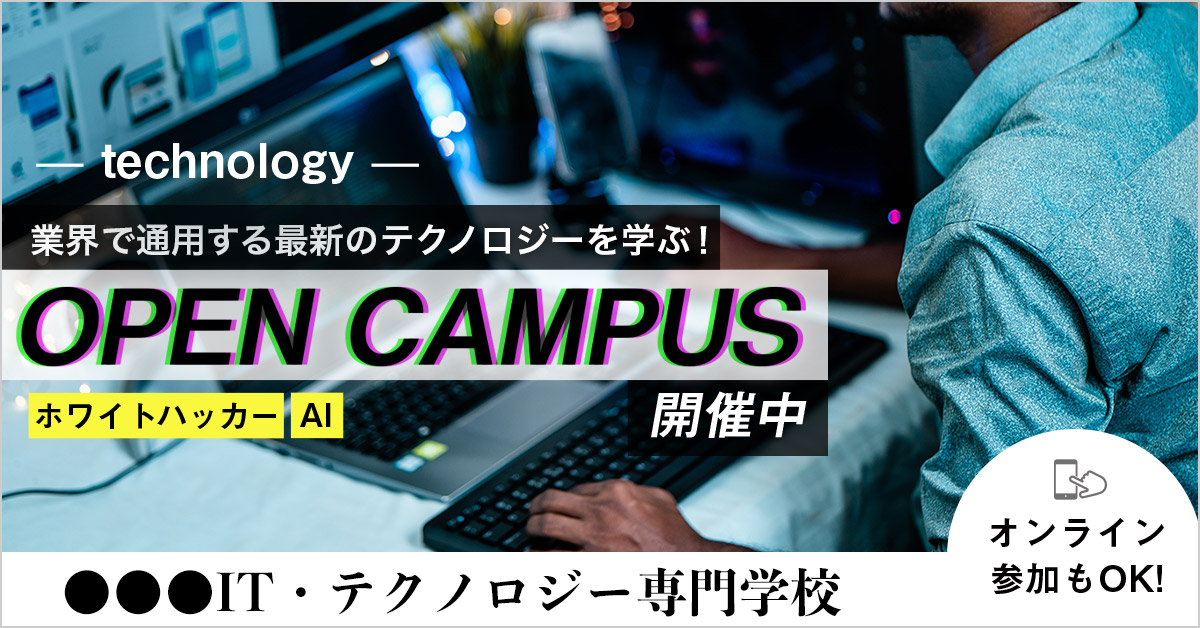 — technology —
業界で通用する最新のテクノロジーを学ぶ!
OPEN CAMPUS
ホワイトハッカー AI
開催中
オンライン
参加もOK!
●●●IT・テクノロジー専門学校